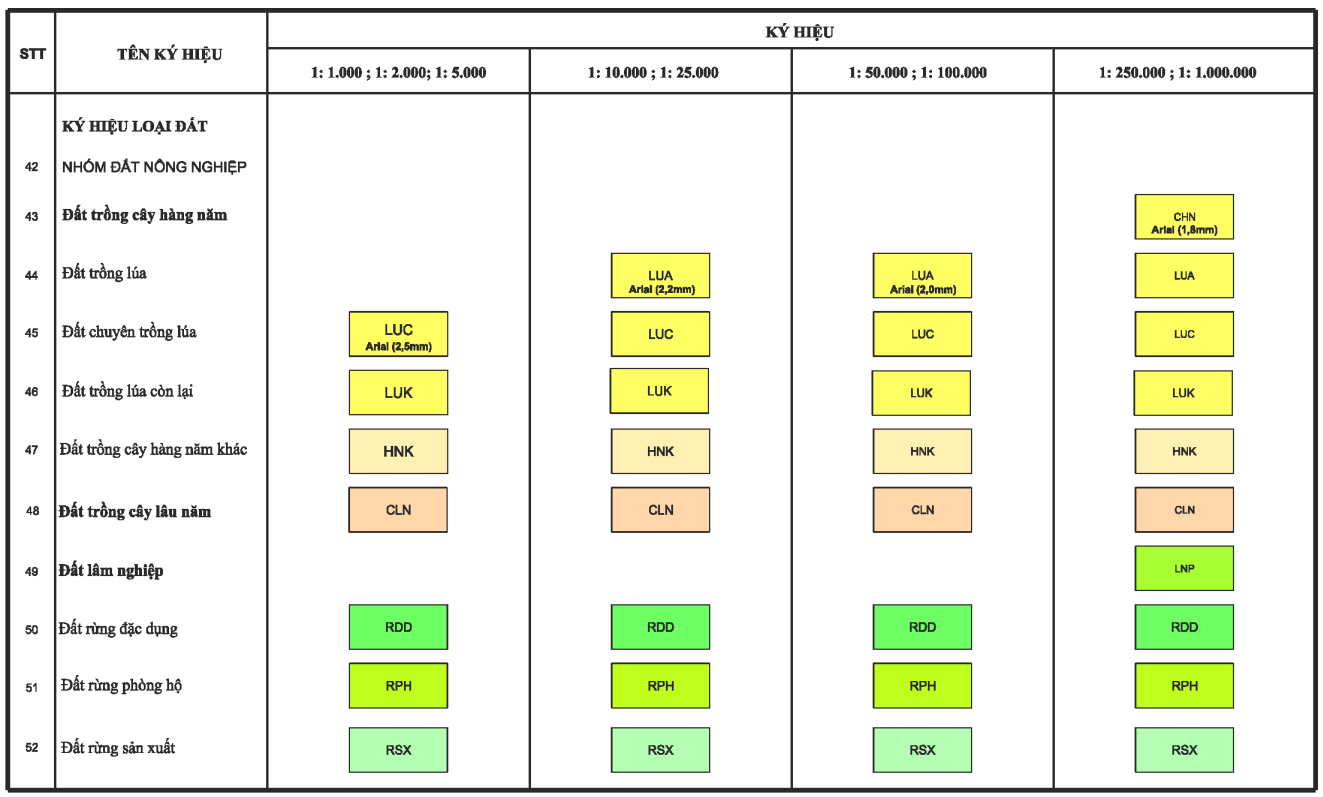 STT
TÊN KÝ HIỆU
KÝ HIỆU
1: 1.000 ; 1: 2.000; 1: 5.000
1: 10.000 ; 1: 25.000
1: 50.000 ; 1: 100.000
1: 250.000 ; 1: 1.000.000
KÝ HIỆU LOẠI ĐẤT
42 NHÓM ĐẤT NÔNG NGHIỆP
43 Đất trồng cây hàng năm
CHN
Arial (1,8mm)
44 Đất trồng lúa
LUA
Arial (2,2mm)
LUA
Arial (2,0mm)
LUA
45 Đất chuyên trồng lúa
LUC
Arial (2,5mm)
LUC
LUC
LUC
46 Đất trồng lúa còn lại LUK LUK LUK LUK
47 Đất trồng cây hàng năm khác HNK HNK HNK HNK
48 Đất trồng cây lâu năm CLN CLN CLN CLN
49 Đất lâm nghiệp LNP
50 Đất rừng đặc dụng RDD RDD RDD RDD
51 Đất rừng phòng hộ RPH RPH RPH RPH
52 Đất rừng sản xuất RSX RSX RSX RSX